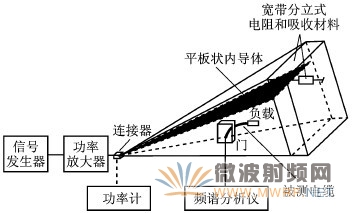 宽带分立式
电阻和吸收材料
平板状内导体
连接器
负载
门
信号
发生器
功率
放大器
功率计
频谱分析仪
被测电缆
微波射频网
mwrf.net